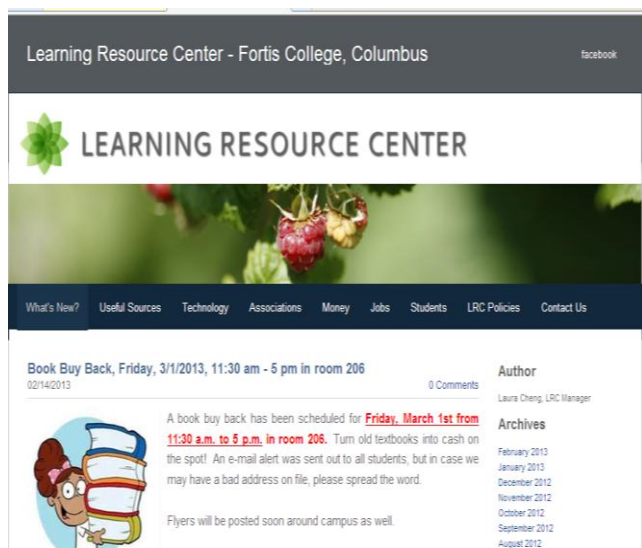 Learning Resource Center - Fortis College, Columbus
facebook
LEARNING RESOURCE CENTER
What's New? Useful Sources Technology Associations Money Jobs Students LRC Policies Contact Us
Book Buy Back, Friday, 3/1/2013, 11:30 am - 5 pm in room 206
02/14/2013
0 Comments
A book buy back has been scheduled for Friday, March 1st from
11:30 a.m. to 5 p.m. in room 206. Turn old textbooks into cash on
the spot! An e-mail alert was sent out to all students, but in case we
may have a bad address on file, please spread the word.
Flyers will be posted soon around campus as well.
Author
Laura Cheng, LRC Manager
Archives
February 2013
January 2013
December 2012
November 2012
October 2012
September 2012
August 2012